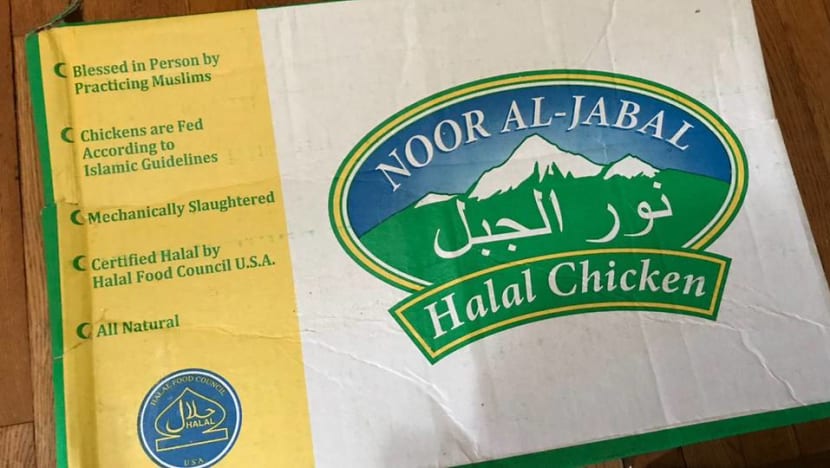 Blessed in Person by
Practicing Muslims
Chickens are Fed
According to
Islamic Guidelines
Mechanically Slaughtered
Certified Halal by
Halal Food Council U.S.A.
All Natural
HALAL FOOD COUNCIL
حلال
HALAL
USA
NOOR AL-JABAL
نور الجبل
Halal Chicken